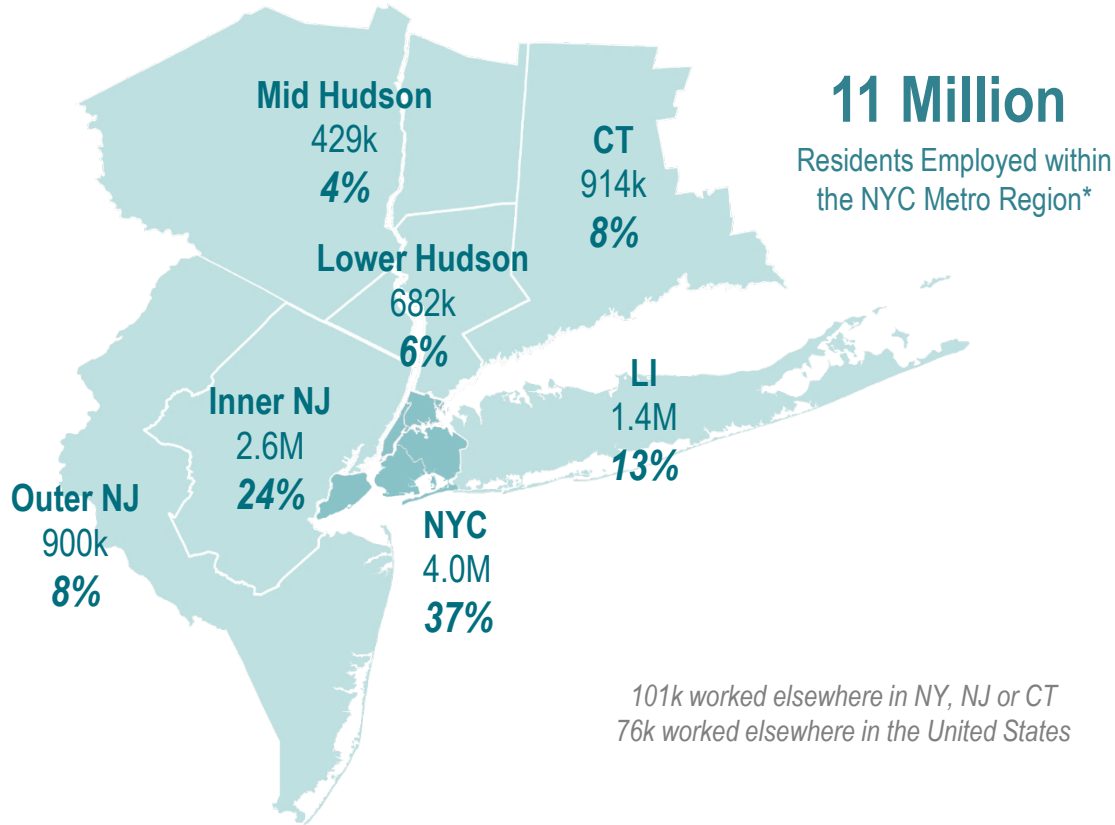 11 Million
Residents Employed within
the NYC Metro Region*
Mid Hudson
429k
4%
CT
914k
8%
Lower Hudson
682k
6%
LI
1.4M
13%
Inner NJ
2.6M
24%
Outer NJ
900k
8%
NYC
4.0M
37%
101k worked elsewhere in NY, NJ or CT
76k worked elsewhere in the United States